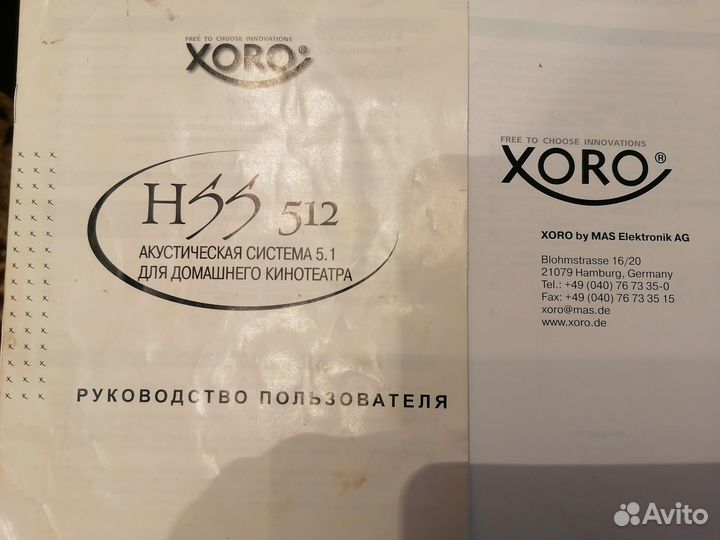 FREE TO CHOOSE INNOVATIONS
XORO®
HSS 512
АКУСТИЧЕСКАЯ СИСТЕМА 5.1
ДЛЯ ДОМАШНЕГО КИНОТЕАТРА
РУКОВОДСТВО ПОЛЬЗОВАТЕЛЯ
FREE TO CHOOSE INNOVATIONS
XORO®
XORO by MAS Elektronik AG
Blohmstrasse 16/20
21079 Hamburg, Germany
Tel.: +49 (040) 76 73 35-0
Fax: +49 (040) 76 73 35 15
xoro@mas.de
www.xoro.de
Avito